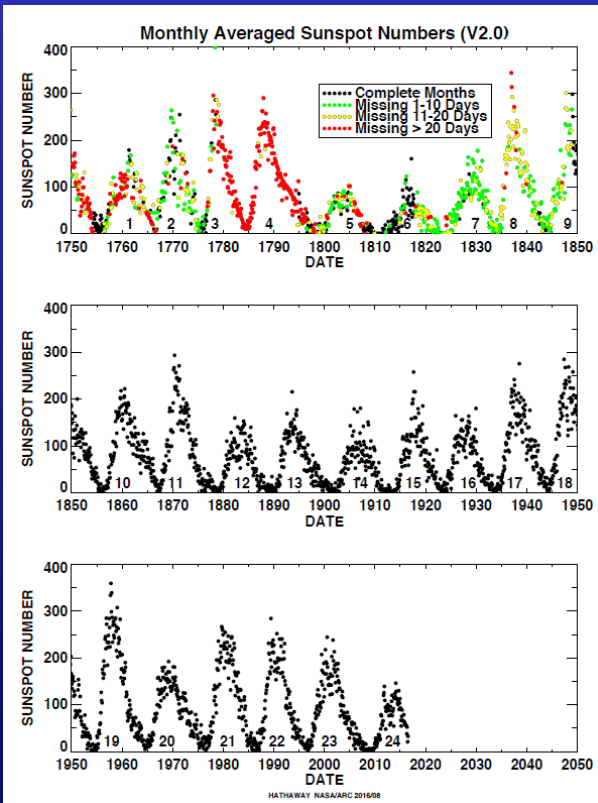 Monthly Averaged Sunspot Numbers (V2.0)
400
300
200
100
0
SUNSPOT NUMBER
Complete Months
Missing 1-10 Days
Missing 11-20 Days
Missing > 20 Days
1 2 3 4 5 6 7 8 9
1750 1760 1770 1780 1790 1800 1810 1820 1830 1840 1850
DATE
400
300
200
100
0
SUNSPOT NUMBER
10 11 12 13 14 15 16 17 18
1850 1860 1870 1880 1890 1900 1910 1920 1930 1940 1950
DATE
400
300
200
100
0
SUNSPOT NUMBER
19 20 21 22 23 24
1950 1960 1970 1980 1990 2000 2010 2020 2030 2040 2050
DATE
HATHAWAY NASA/ARC 2016/08